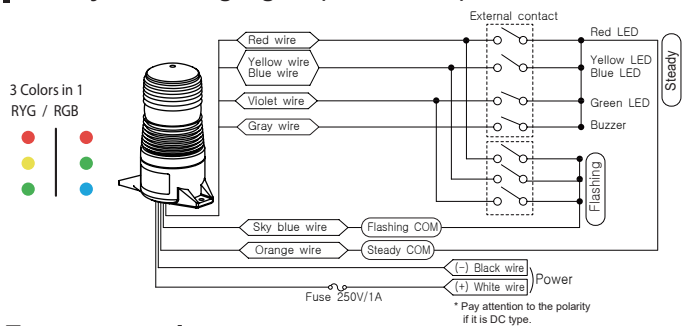 External contact
Red LED
Red wire
Yellow wire
Blue wire
Yellow LED
Blue LED
Steady
3 Colors in 1
RYG / RGB
Violet wire
Green LED
Gray wire
Buzzer
Flashing
Sky blue wire
Flashing COM
Orange wire
Steady COM
(-) Black wire
Power
(+) White wire
Fuse 250V/1A
* Pay attention to the polarity
if it is DC type.